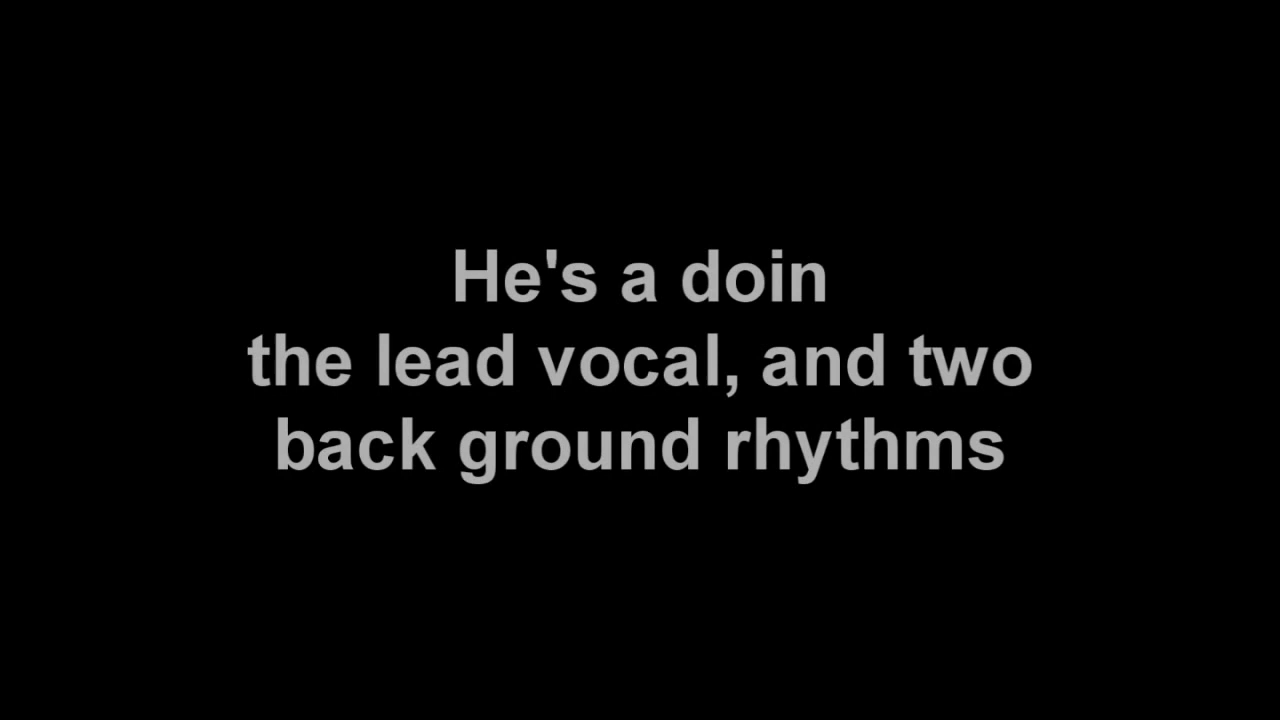 He's a doin
the lead vocal, and two
back ground rhythms